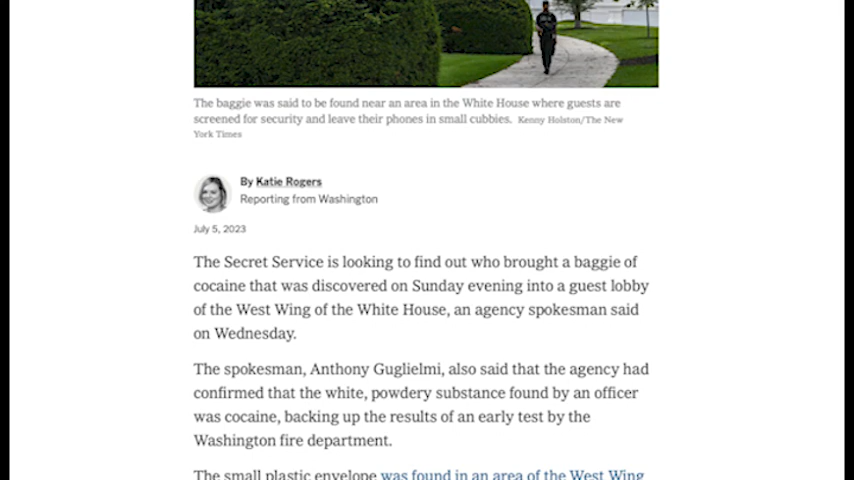 The baggie was said to be found near an area in the White House where guests are
screened for security and leave their phones in small cubbies. Kenny Holston/The New
York Times
By Katie Rogers
Reporting from Washington
July 5, 2023
The Secret Service is looking to find out who brought a baggie of
cocaine that was discovered on Sunday evening into a guest lobby
of the West Wing of the White House, an agency spokesman said
on Wednesday.
The spokesman, Anthony Guglielmi, also said that the agency had
confirmed that the white, powdery substance found by an officer
was cocaine, backing up the results of an early test by the
Washington fire department.
The small plastic envelope was found in an area of the West Wing